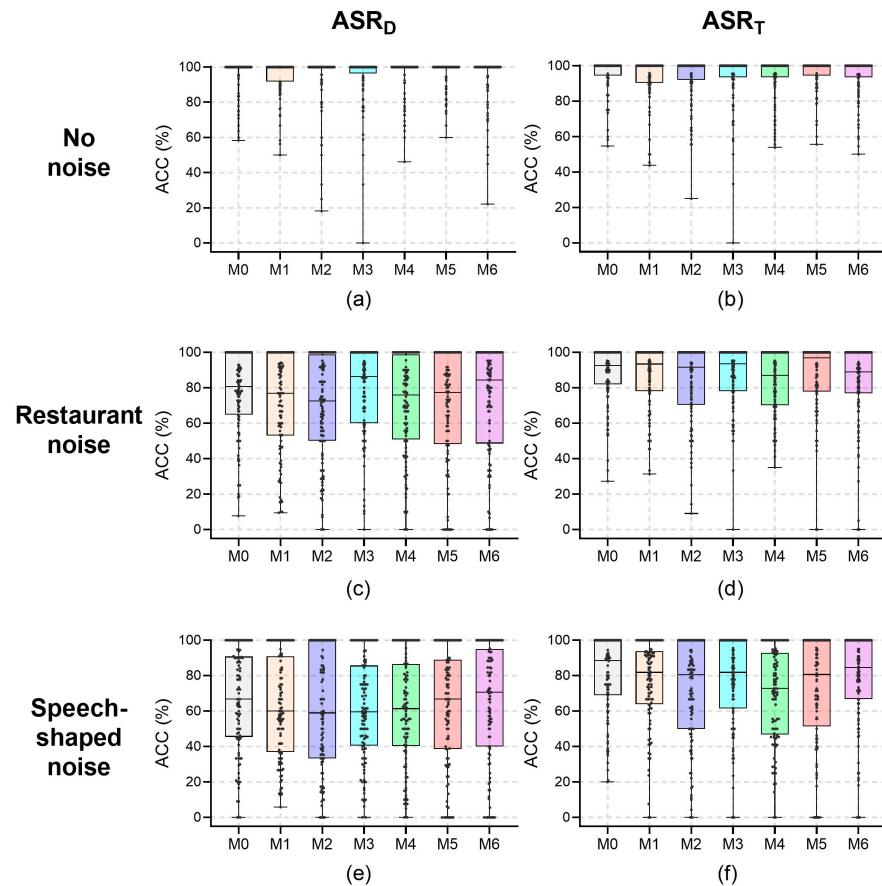 ASRD ASRT
No
noise
ACC (%)
100
80
60
40
20
0
M0 M1 M2 M3 M4 M5 M6
(a)
ACC (%)
100
80
60
40
20
0
M0 M1 M2 M3 M4 M5 M6
(b)
Restaurant
noise
ACC (%)
100
80
60
40
20
0
M0 M1 M2 M3 M4 M5 M6
(c)
ACC (%)
100
80
60
40
20
0
M0 M1 M2 M3 M4 M5 M6
(d)
Speech-
shaped
noise
ACC (%)
100
80
60
40
20
0
M0 M1 M2 M3 M4 M5 M6
(e)
ACC (%)
100
80
60
40
20
0
M0 M1 M2 M3 M4 M5 M6
(f)